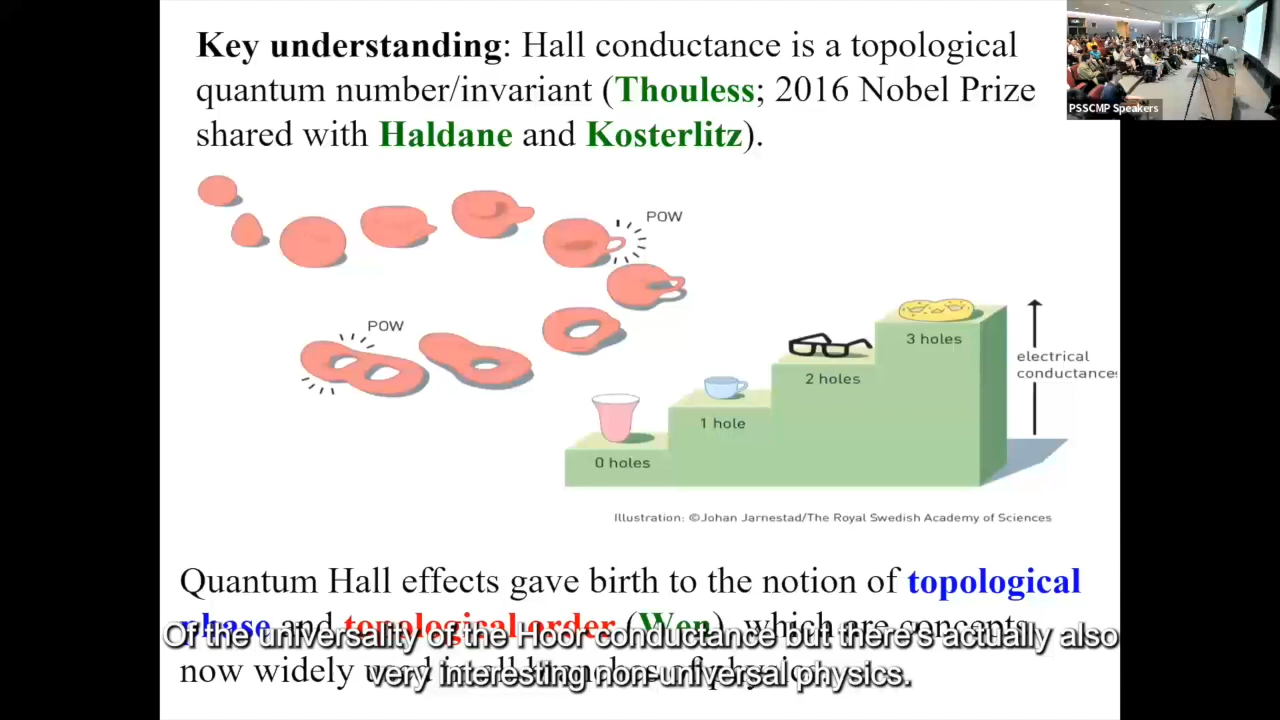 Key understanding: Hall conductance is a topological
quantum number/invariant (Thouless; 2016 Nobel Prize
shared with Haldane and Kosterlitz).
PSSCMP Speakers
POW
POW
3 holes
2 holes
1 hole
0 holes
electrical
conductance
Illustration: ©Johan Jarnestad/The Royal Swedish Academy of Sciences
Quantum Hall effects gave birth to the notion of topological
phase and topological order (Wen), which are concepts
now widely used in all branches of physics.
Of the universality of the Hoor conductance but there's actually also
very interesting non-universal physics.